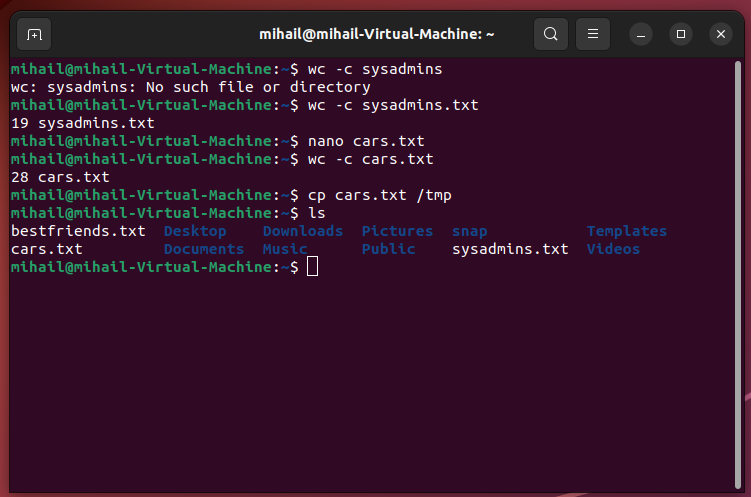 mihail@mihail-Virtual-Machine: ~
mihail@mihail-Virtual-Machine:~$ wc -c sysadmins
wc: sysadmins: No such file or directory
mihail@mihail-Virtual-Machine:~$ wc -c sysadmins.txt
19 sysadmins.txt
mihail@mihail-Virtual-Machine:~$ nano cars.txt
mihail@mihail-Virtual-Machine:~$ wc -c cars.txt
28 cars.txt
mihail@mihail-Virtual-Machine:~$ cp cars.txt /tmp
mihail@mihail-Virtual-Machine:~$ ls
bestfriends.txt  Desktop    Downloads  Pictures  snap           Templates
cars.txt         Documents  Music      Public    sysadmins.txt  Videos
mihail@mihail-Virtual-Machine:~$